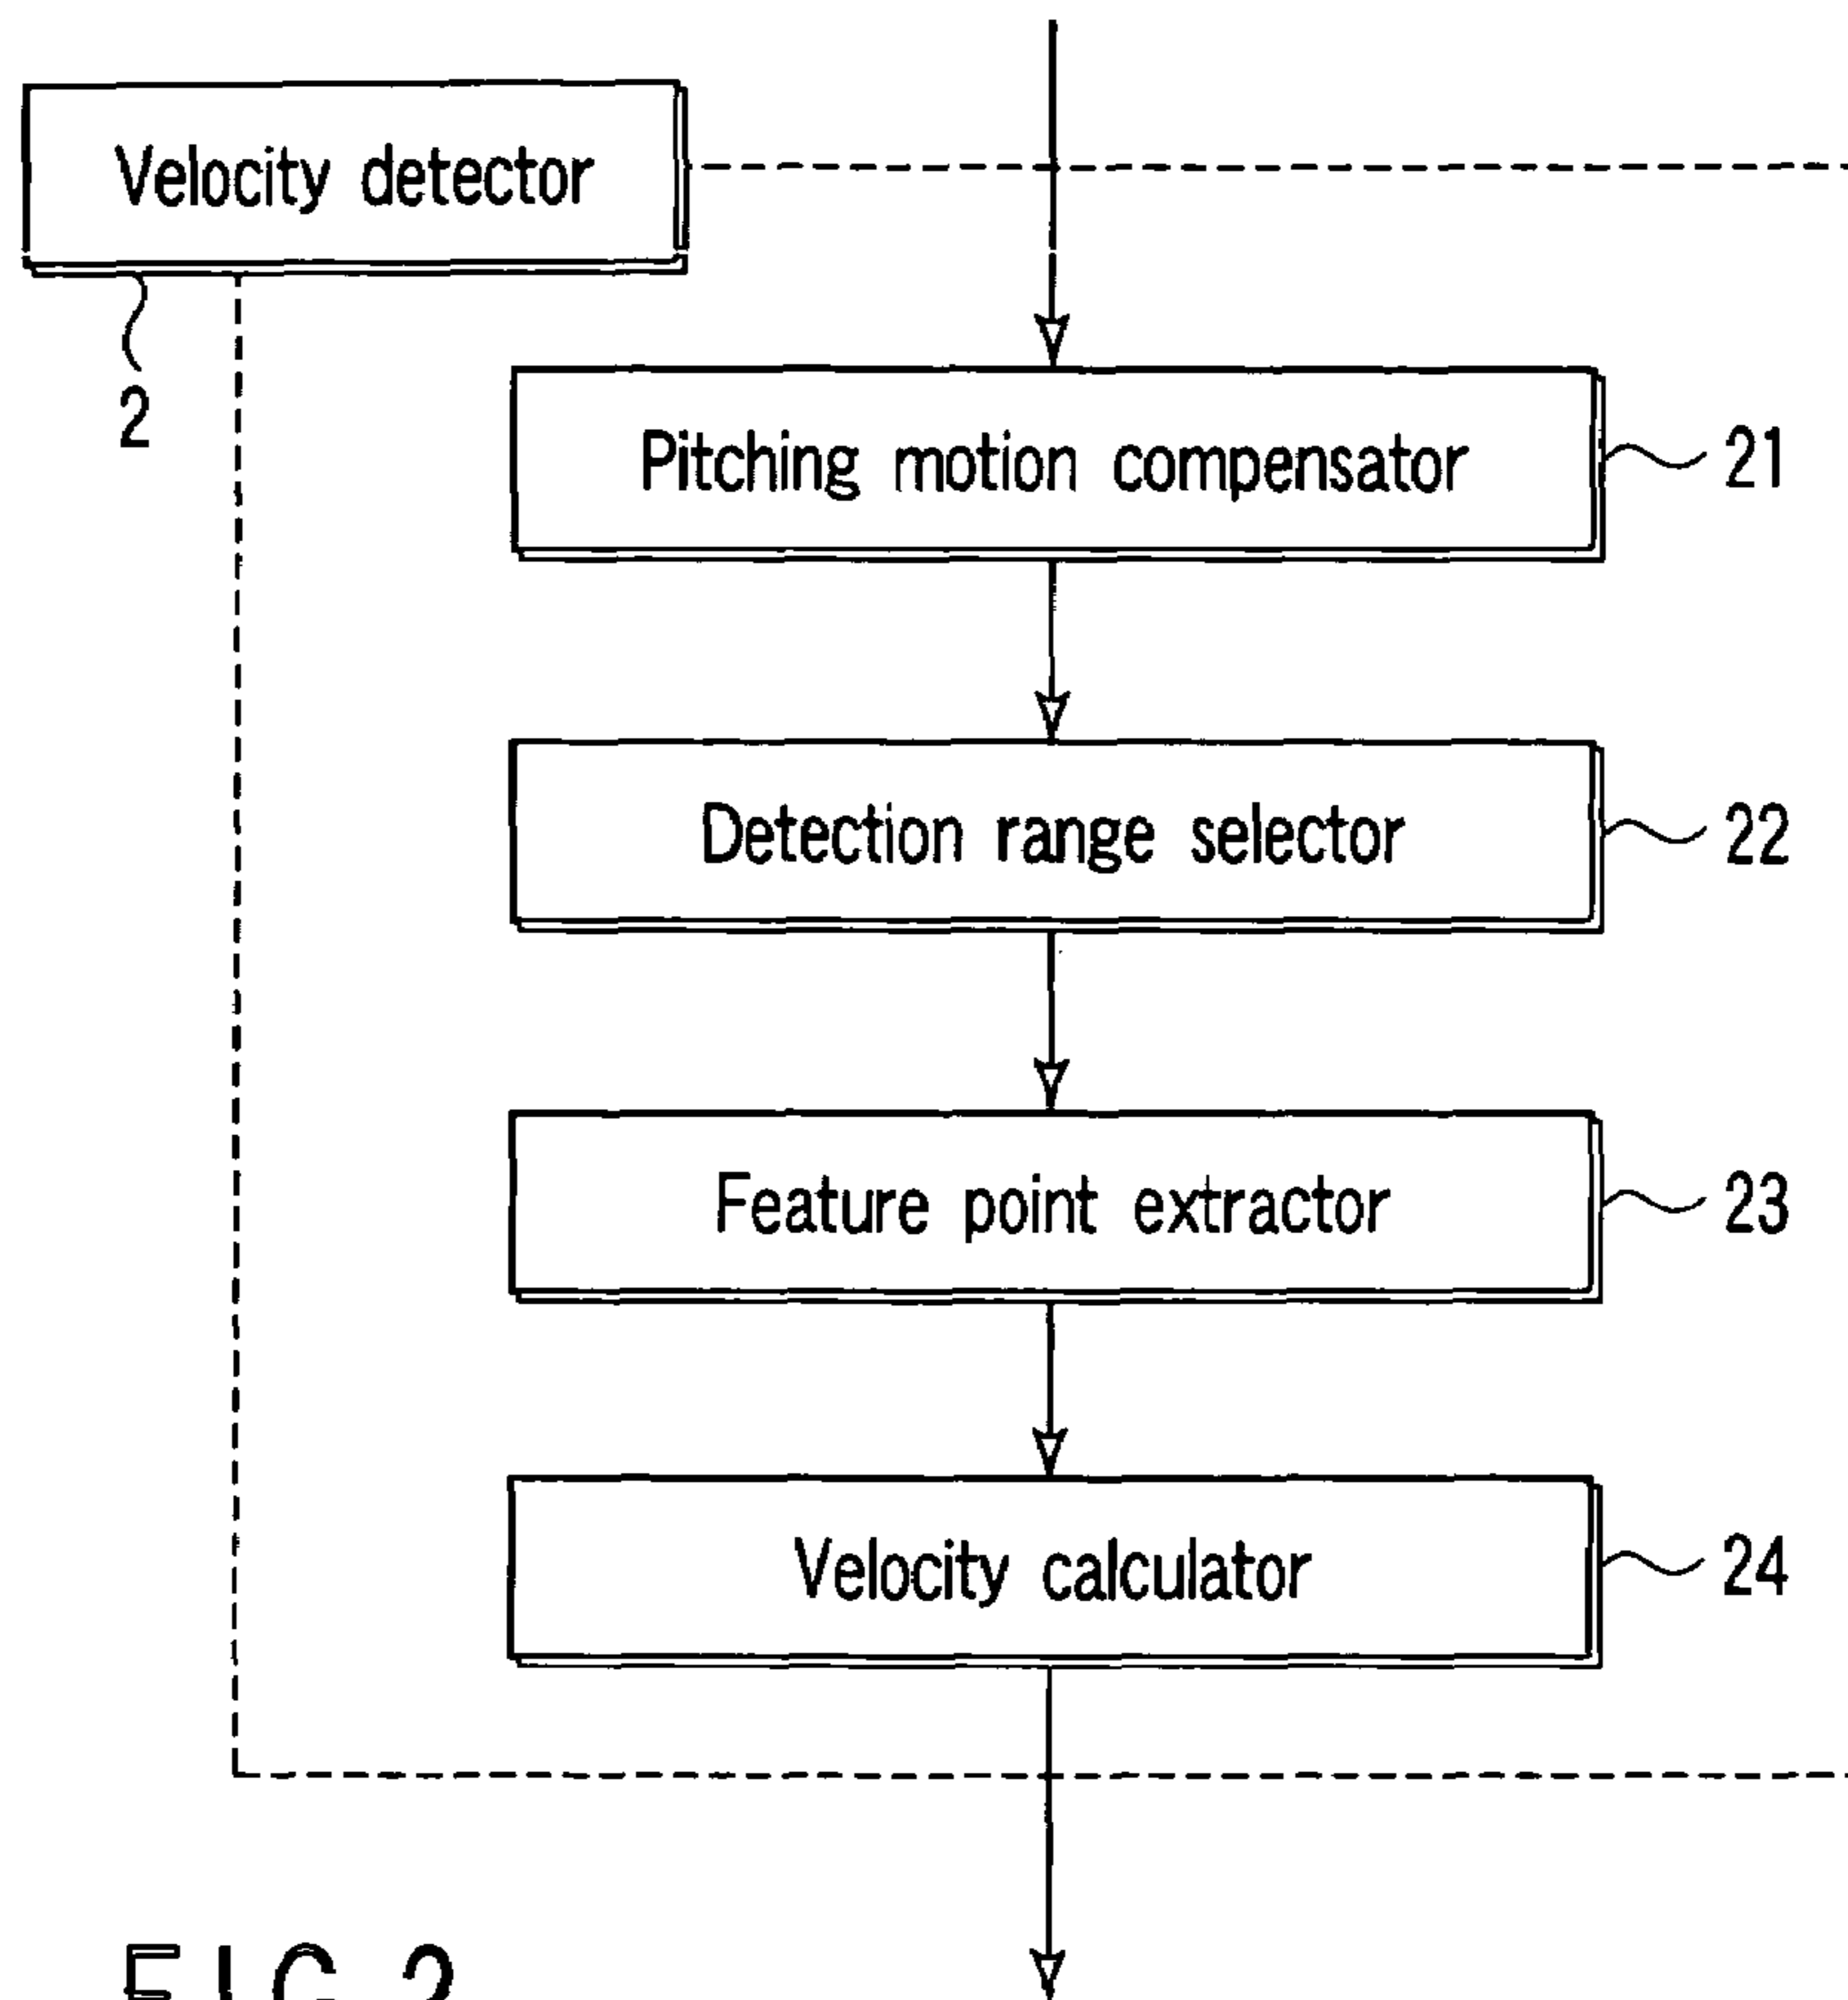 Velocity detector
2
Pitching motion compensator
21
Detection range selector
22
Feature point extractor
23
Velocity calculator
24